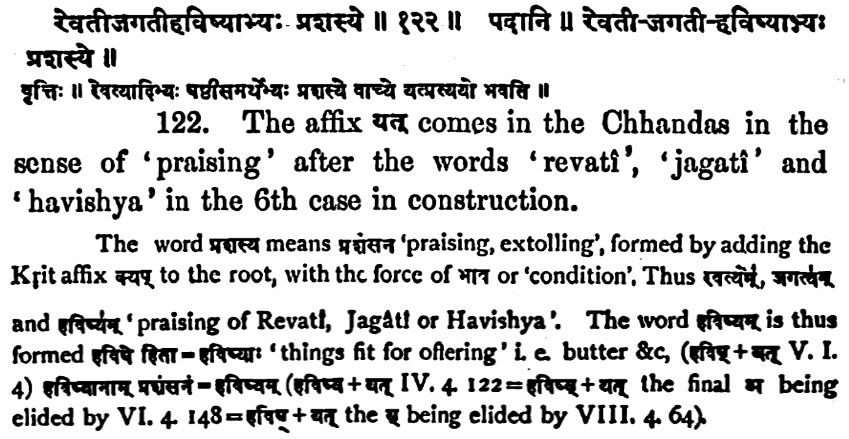 रेवतीजगतीहविष्याभ्यः प्रशस्ये ॥ १२२ ॥ पदानि ॥ रेवती-जगती-हविष्याभ्यः
प्रशस्ये ॥
वृत्तिः ॥ रेवत्यादिभ्यः षष्ठीसमर्थेभ्यः प्रशस्ये वाच्ये यत्प्रत्ययो भवति ॥
122. The affix यत् comes in the Chhandas in the
sense of ‘praising’ after the words ‘revatî’, ‘jagatî’ and
‘havishya’ in the 6th case in construction.
The word प्रशस्य means प्रशंसन ‘praising, extolling’, formed by adding the
Kṛit affix क्यप् to the root, with the force of भाव or ‘condition’. Thus जगत्यम्
and हविष्यम् ‘praising of Revatî, Jagâtî or Havishya’. The word हविष्यम् is thus
formed हविषे हिता = हविष्याः ‘things fit for offering’ i. e. butter &c, (हविष् + यत् V. I.
4) हविष्यानाम् प्रशंसनं = हविष्यम् (हविष्य + यत् IV. 4. 122 = हविष्य् + यत् the final अ being
elided by VI. 4. 148 = हविष् + यत् the य् being elided by VIII. 4. 64).